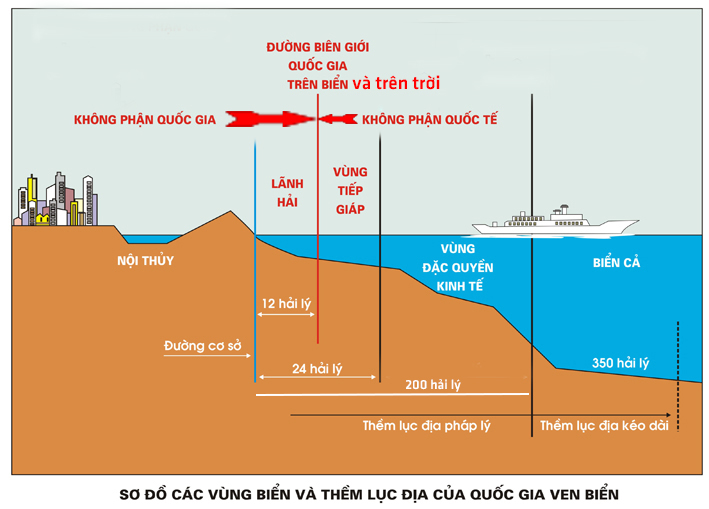 ĐƯỜNG BIÊN GIỚI
QUỐC GIA
TRÊN BIỂN và trên trời
KHÔNG PHẬN QUỐC GIA
KHÔNG PHẬN QUỐC TẾ
LÃNH
HẢI
VÙNG
TIẾP
GIÁP
NỘI THỦY
VÙNG
ĐẶC QUYỀN
KINH TẾ
BIỂN CẢ
12 hải lý
Đường cơ sở
24 hải lý
350 hải lý
200 hải lý
Thềm lục địa pháp lý
Thềm lục địa kéo dài
SƠ ĐỒ CÁC VÙNG BIỂN VÀ THỀM LỤC ĐỊA CỦA QUỐC GIA VEN BIỂN